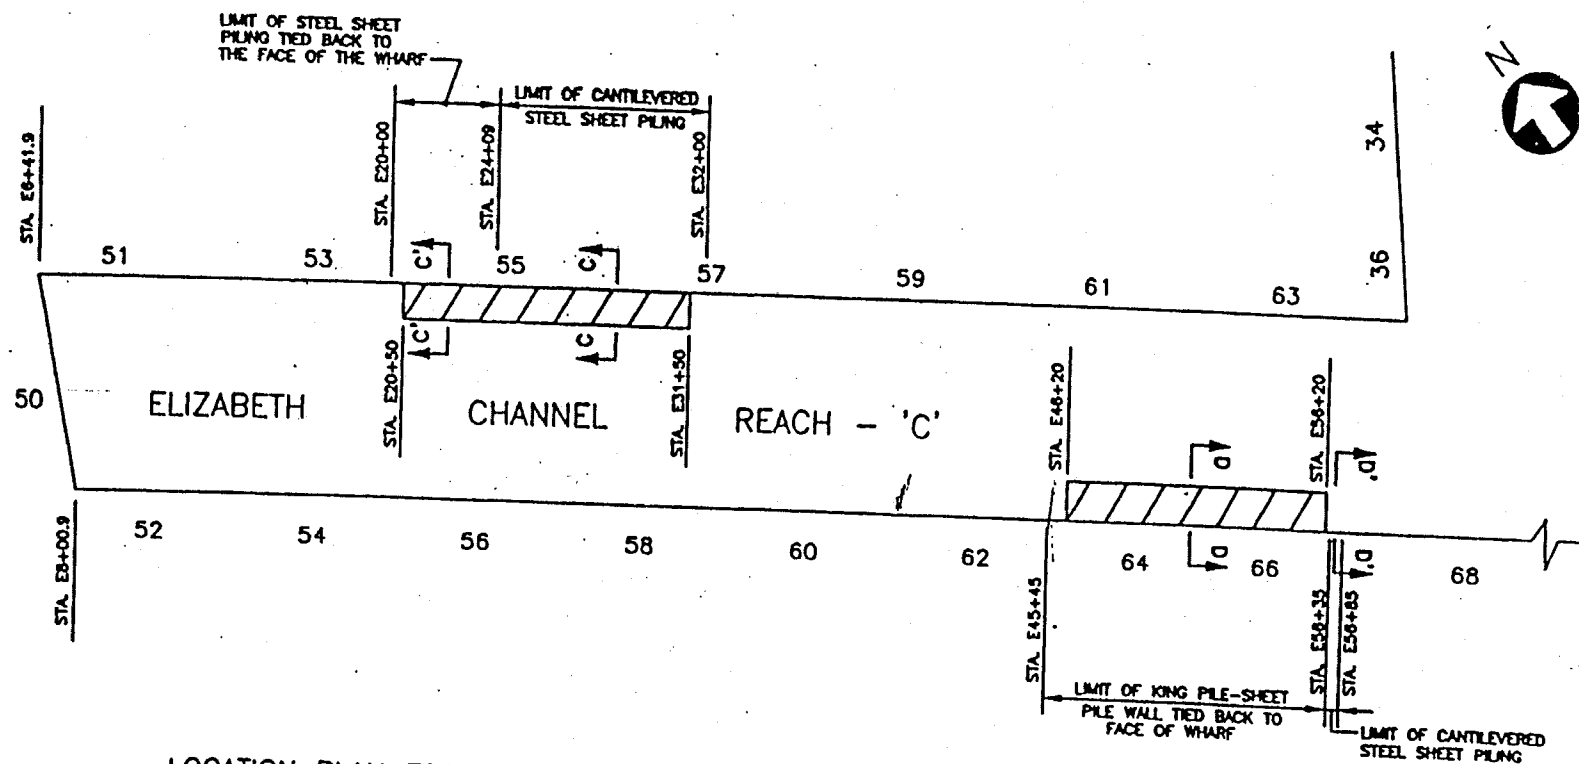 LIMIT OF STEEL SHEET
PILING TIED BACK TO
THE FACE OF THE WHARF
LIMIT OF CANTILEVERED
STEEL SHEET PILING
N
STA. E6+41.9
STA. E20+00
STA. E24+09
STA. E32+00
34
36
51
53
55
57
59
61
63
C'
C
C'
C
50
ELIZABETH
CHANNEL
REACH - 'C'
STA. E20+50
STA. E31+50
STA. E46+20
STA. E56+20
D
D'
D
D'
52
54
56
58
60
62
64
66
68
STA. E8+00.9
STA. E45+45
STA. E56+35
STA. E56+85
LIMIT OF KING PILE-SHEET
PILE WALL TIED BACK TO
FACE OF WHARF
LIMIT OF CANTILEVERED
STEEL SHEET PILING
LOCATION PLAN